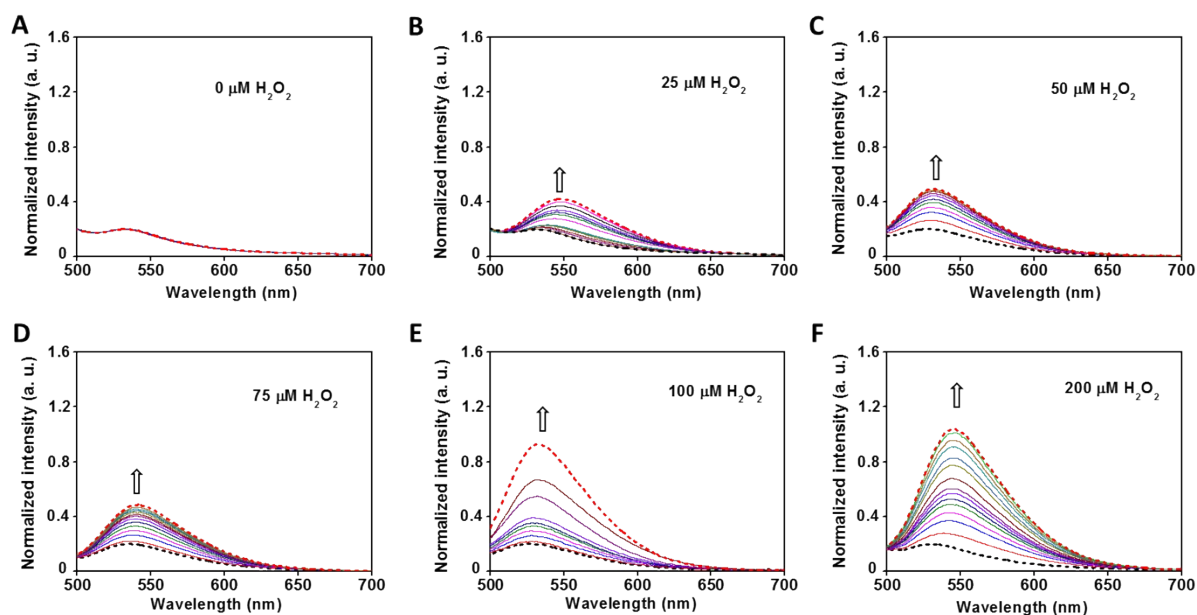 A
Normalized intensity (a. u.)
1.6
1.2
0.8
0.4
0
0 μM H₂O₂
500 550 600 650 700
Wavelength (nm)
B
Normalized intensity (a. u.)
1.6
1.2
0.8
0.4
0
25 μM H₂O₂
500 550 600 650 700
Wavelength (nm)
C
Normalized intensity (a. u.)
1.6
1.2
0.8
0.4
0
50 μM H₂O₂
500 550 600 650 700
Wavelength (nm)
D
Normalized intensity (a. u.)
1.6
1.2
0.8
0.4
0
75 μM H₂O₂
500 550 600 650 700
Wavelength (nm)
E
Normalized intensity (a. u.)
1.6
1.2
0.8
0.4
0
100 μM H₂O₂
500 550 600 650 700
Wavelength (nm)
F
Normalized intensity (a. u.)
1.6
1.2
0.8
0.4
0
200 μM H₂O₂
500 550 600 650 700
Wavelength (nm)